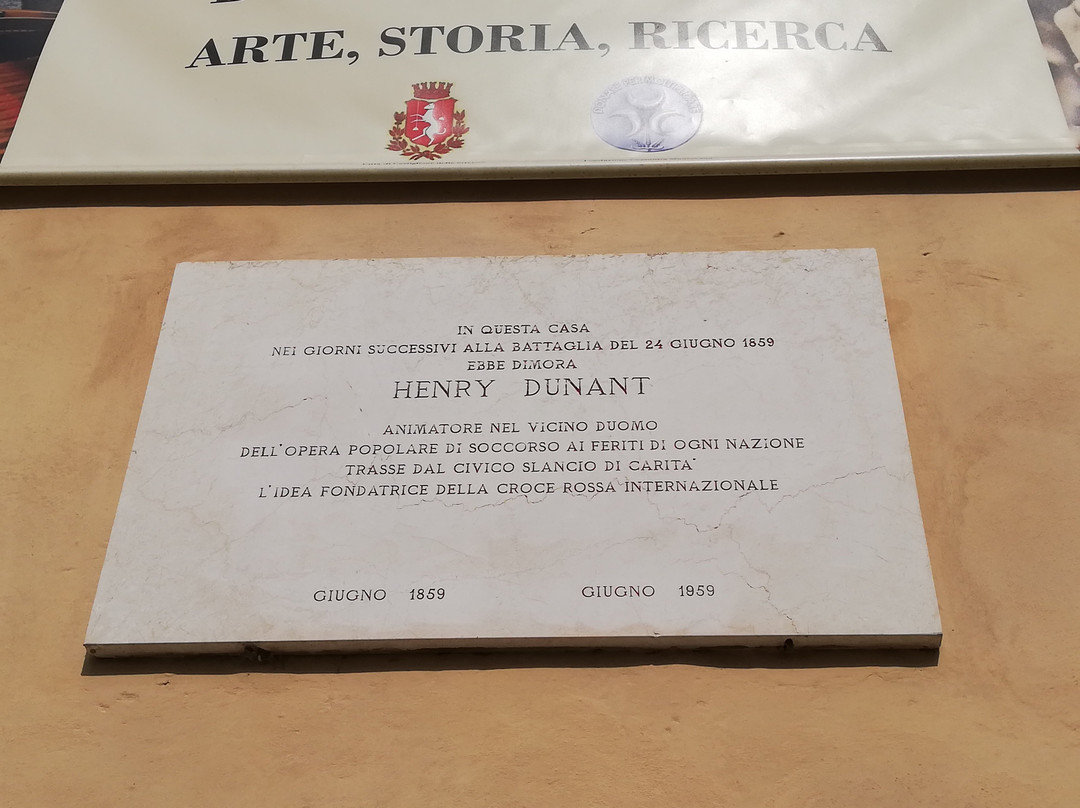 ARTE, STORIA, RICERCA
IN QUESTA CASA
NEI GIORNI SUCCESSIVI ALLA BATTAGLIA DEL 24 GIUGNO 1859
EBBE DIMORA
HENRY DUNANT
ANIMATORE NEL VICINO DUOMO
DELL'OPERA POPOLARE DI SOCCORSO AI FERITI DI OGNI NAZIONE
TRASSE DAL CIVICO SLANCIO DI CARITA'
L'IDEA FONDATRICE DELLA CROCE ROSSA INTERNAZIONALE
GIUGNO 1859 GIUGNO 1959